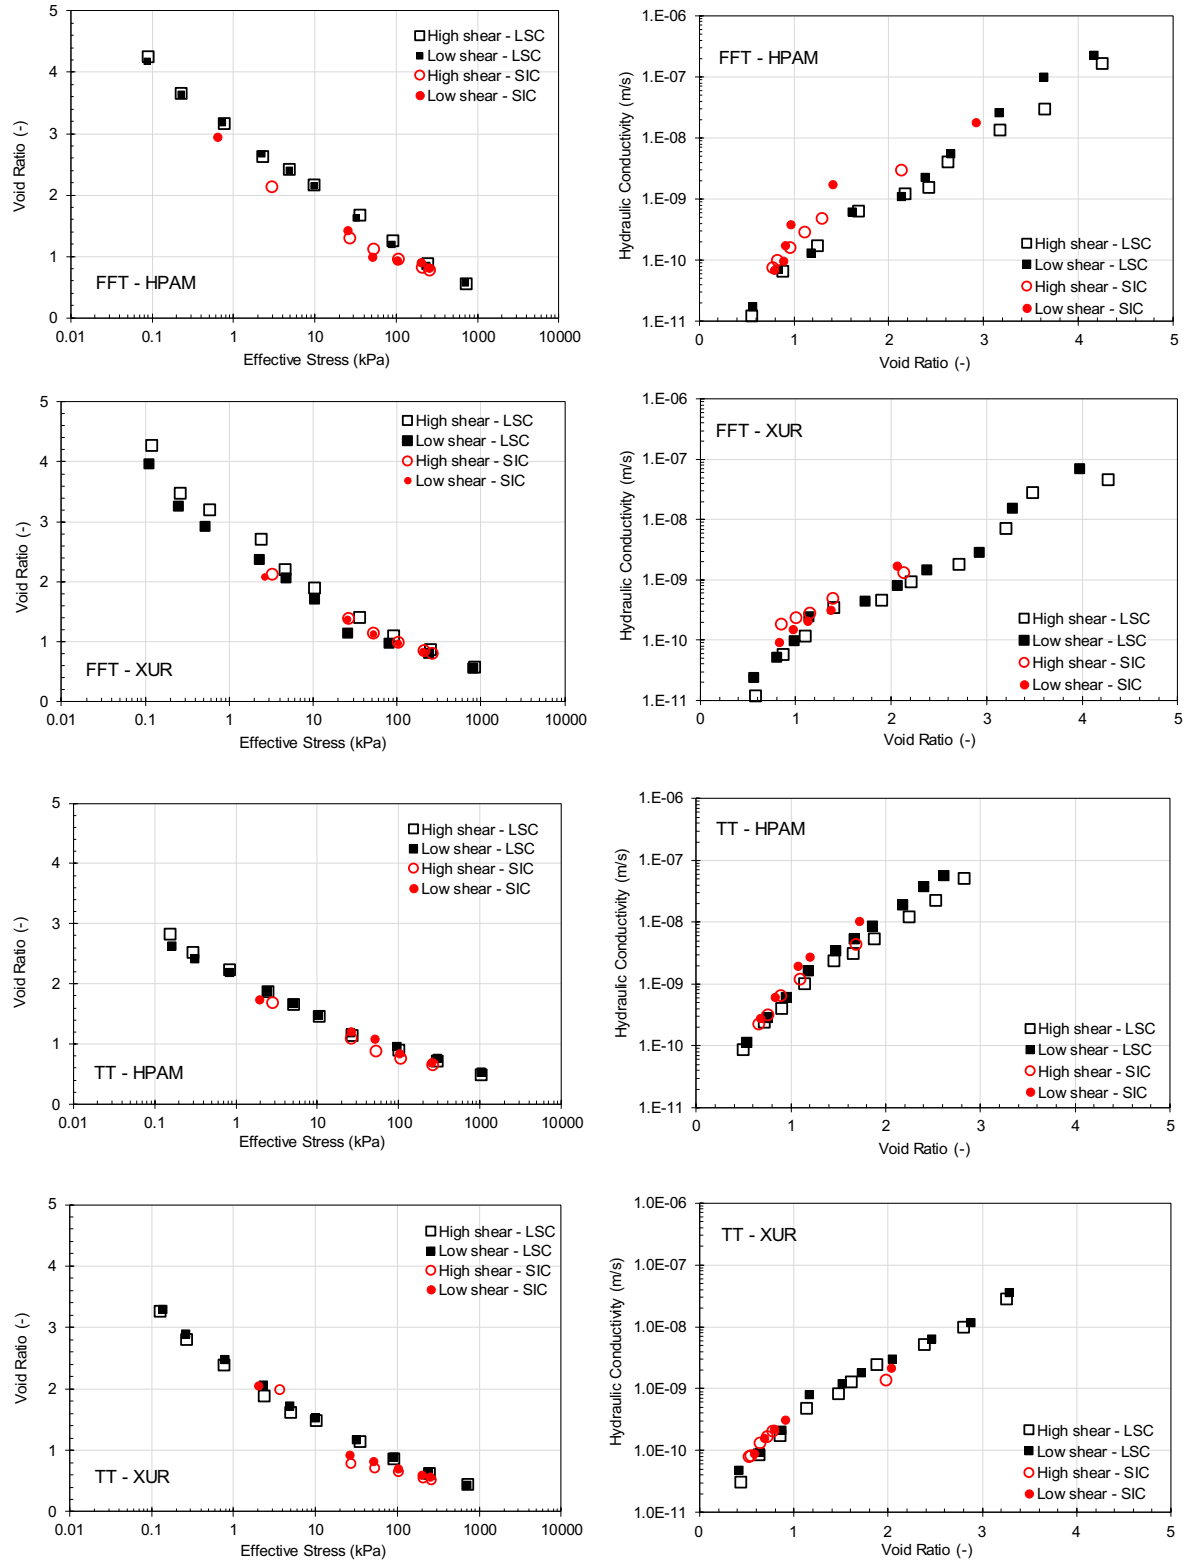 5
4
3
2
1
0
0.01
0.1
1
10
100
1000
10000
Void Ratio (-)
Effective Stress (kPa)
FFT - HPAM
High shear - LSC
Low shear - LSC
High shear - SIC
Low shear - SIC
1.E-06
1.E-07
1.E-08
1.E-09
1.E-10
1.E-11
0
1
2
3
4
5
Hydraulic Conductivity (m/s)
Void Ratio (-)
FFT - HPAM
High shear - LSC
Low shear - LSC
High shear - SIC
Low shear - SIC
5
4
3
2
1
0
0.01
0.1
1
10
100
1000
10000
Void Ratio (-)
Effective Stress (kPa)
FFT - XUR
High shear - LSC
Low shear - LSC
High shear - SIC
Low shear - SIC
1.E-06
1.E-07
1.E-08
1.E-09
1.E-10
1.E-11
0
1
2
3
4
5
Hydraulic Conductivity (m/s)
Void Ratio (-)
FFT - XUR
High shear - LSC
Low shear - LSC
High shear - SIC
Low shear - SIC
5
4
3
2
1
0
0.01
0.1
1
10
100
1000
10000
Void Ratio (-)
Effective Stress (kPa)
TT - HPAM
High shear - LSC
Low shear - LSC
High shear - SIC
Low shear - SIC
1.E-06
1.E-07
1.E-08
1.E-09
1.E-10
1.E-11
0
1
2
3
4
5
Hydraulic Conductivity (m/s)
Void Ratio (-)
TT - HPAM
High shear - LSC
Low shear - LSC
High shear - SIC
Low shear - SIC
5
4
3
2
1
0
0.01
0.1
1
10
100
1000
10000
Void Ratio (-)
Effective Stress (kPa)
TT - XUR
High shear - LSC
Low shear - LSC
High shear - SIC
Low shear - SIC
1.0E-06
1.0E-07
1.0E-08
1.0E-09
1.0E-10
1.0E-11
0
1
2
3
4
5
Hydraulic Conductivity (m/s)
Void Ratio (-)
TT - XUR
High shear - LSC
Low shear - LSC
High shear - SIC
Low shear - SIC